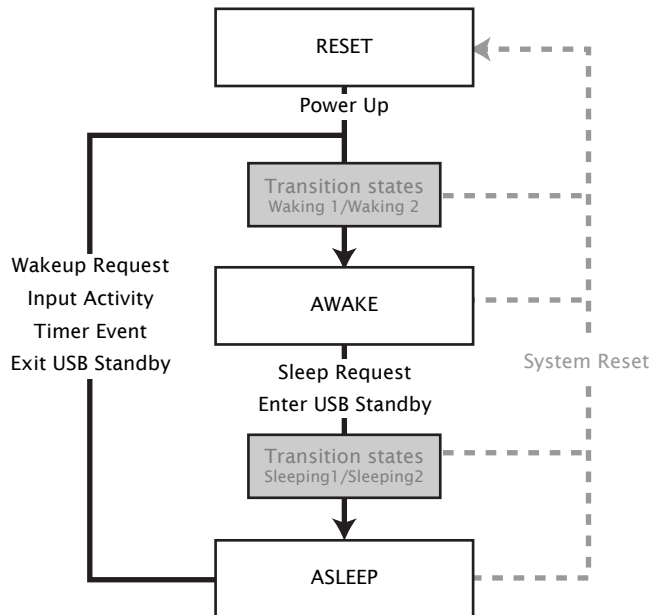 RESET
Power Up
Transition states
Waking 1/Waking 2
Wakeup Request
Input Activity
Timer Event
Exit USB Standby
AWAKE
Sleep Request
Enter USB Standby
System Reset
Transition states
Sleeping1/Sleeping2
ASLEEP